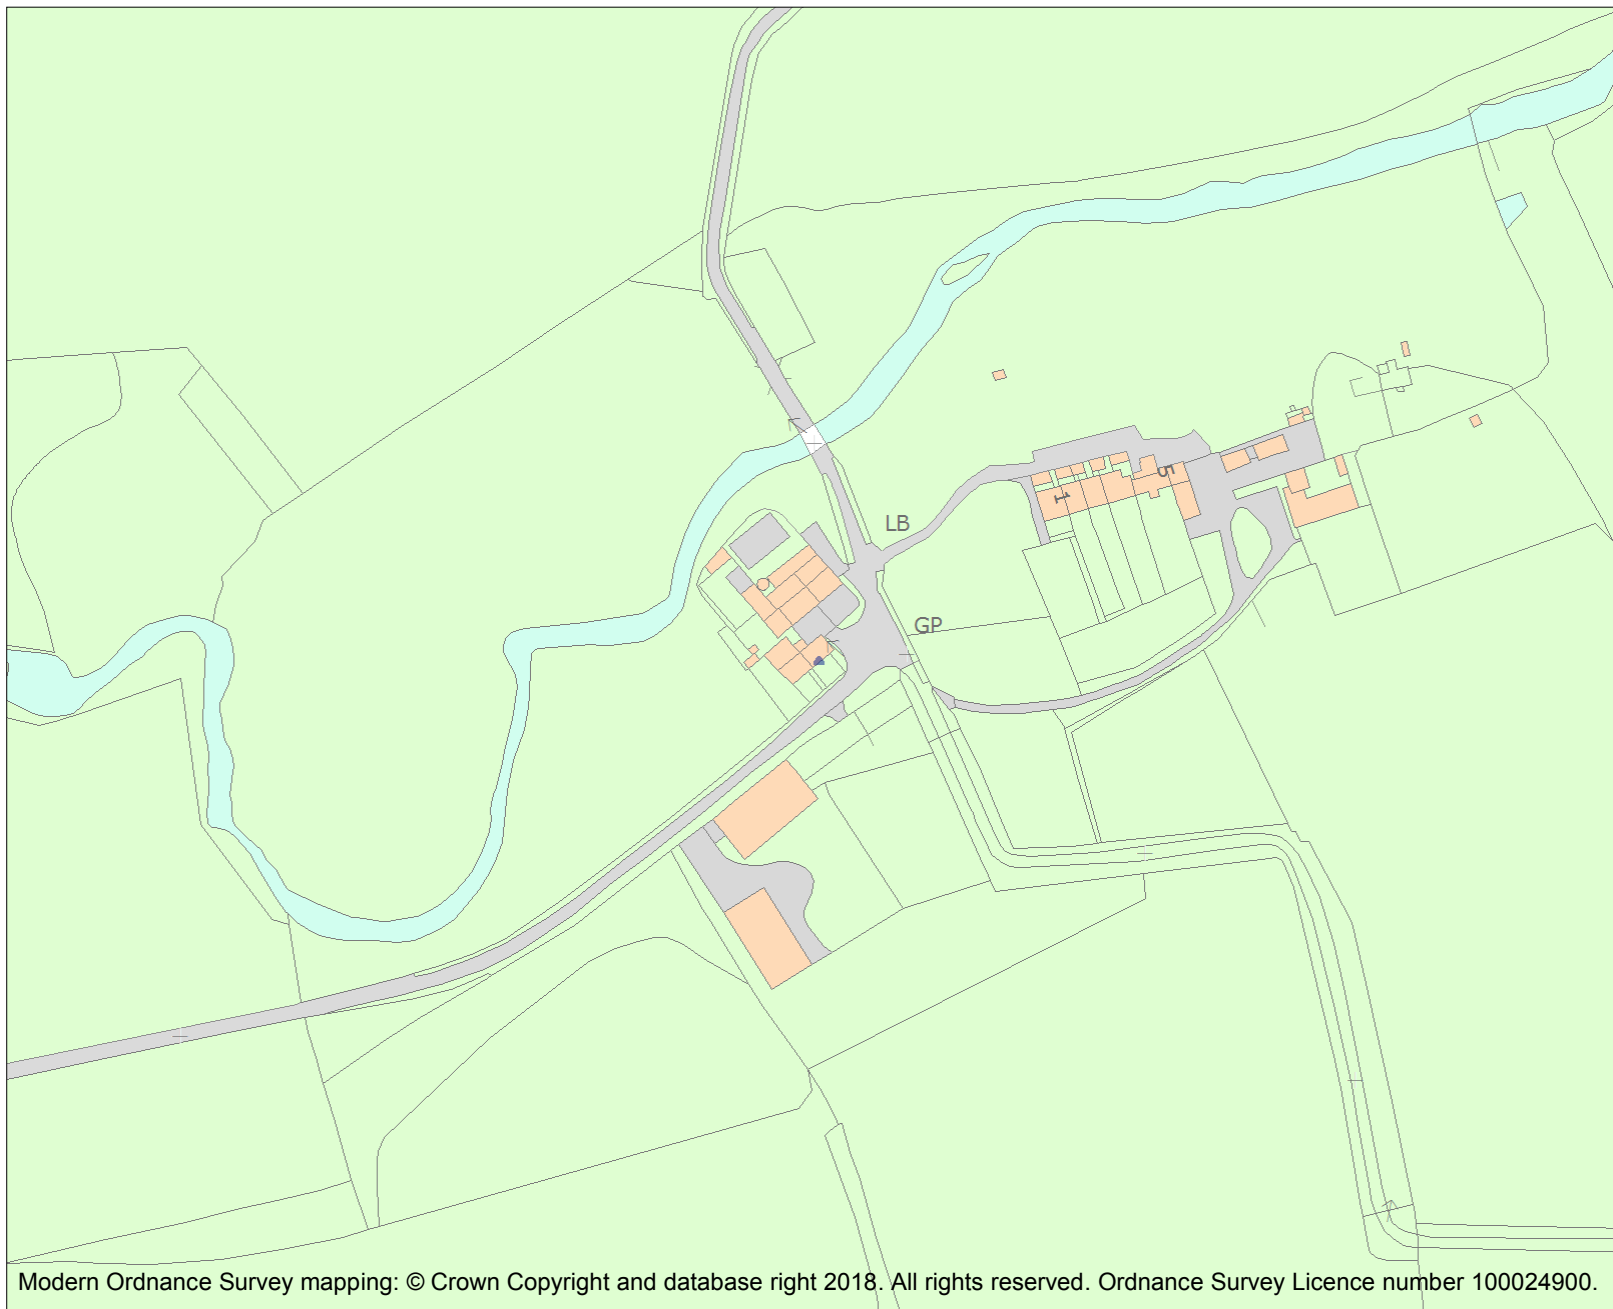 5
1
LB
GP
Modern Ordnance Survey mapping: © Crown Copyright and database right 2018. All rights reserved. Ordnance Survey Licence number 100024900.